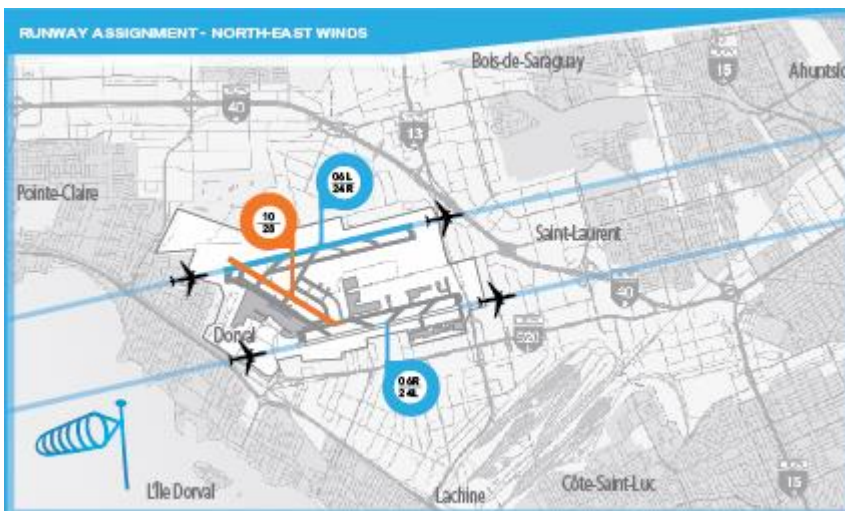 RUNWAY ASSIGNMENT - NORTH-EAST WINDS
Bois-de-Saraguay
15
Ahuntsic
40
13
06L
24R
Pointe-Claire
10
28
Saint-Laurent
40
Dorval
520
06R
24L
L'Île Dorval
Lachine
Côte-Saint-Luc
15